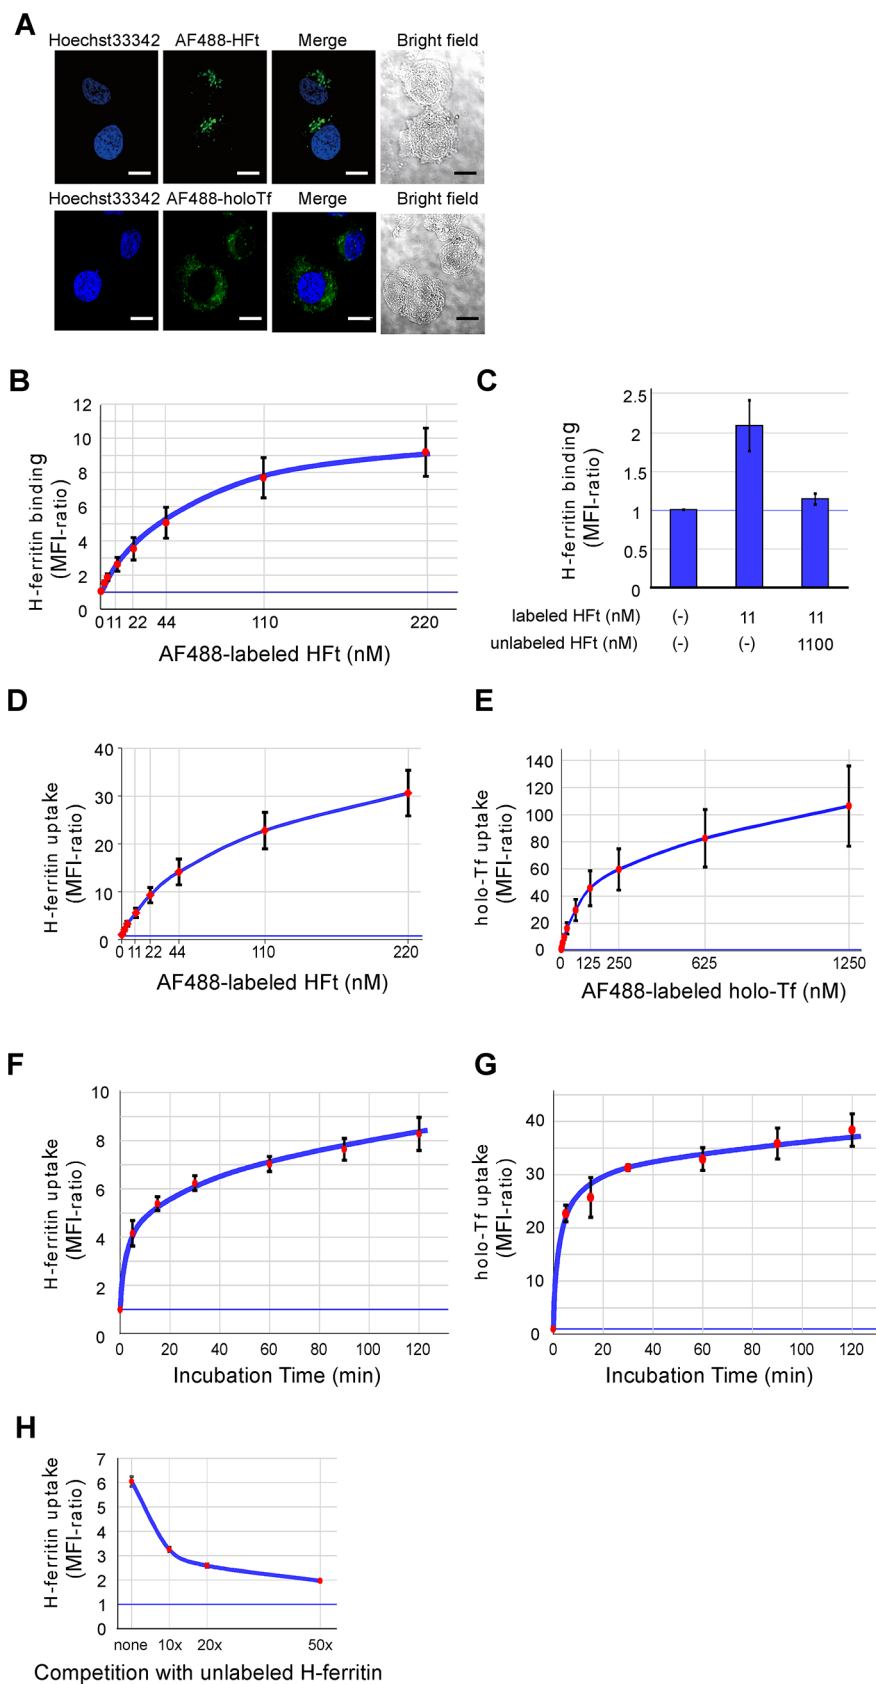 A
Hoechst33342 AF488-HFt Merge Bright field
Hoechst33342 AF488-holoTf Merge Bright field
B
H-ferritin binding
(MFI-ratio)
12
10
8
6
4
2
0
0 11 22 44 110 220
AF488-labeled HFt (nM)
C
H-ferritin binding
(MFI-ratio)
2.5
2
1.5
1
0.5
0
labeled HFt (nM) (-) 11 11
unlabeled HFt (nM) (-) (-) 1100
D
H-ferritin uptake
(MFI-ratio)
40
30
20
10
0
0 11 22 44 110 220
AF488-labeled HFt (nM)
E
holo-Tf uptake
(MFI-ratio)
140
120
100
80
60
40
20
0
0 125 250 625 1250
AF488-labeled holo-Tf (nM)
F
H-ferritin uptake
(MFI-ratio)
10
8
6
4
2
0
0 20 40 60 80 100 120
Incubation Time (min)
G
holo-Tf uptake
(MFI-ratio)
40
30
20
10
0
0 20 40 60 80 100 120
Incubation Time (min)
H
H-ferritin uptake
(MFI-ratio)
7
6
5
4
3
2
1
0
none 10x 20x 50x
Competition with unlabeled H-ferritin